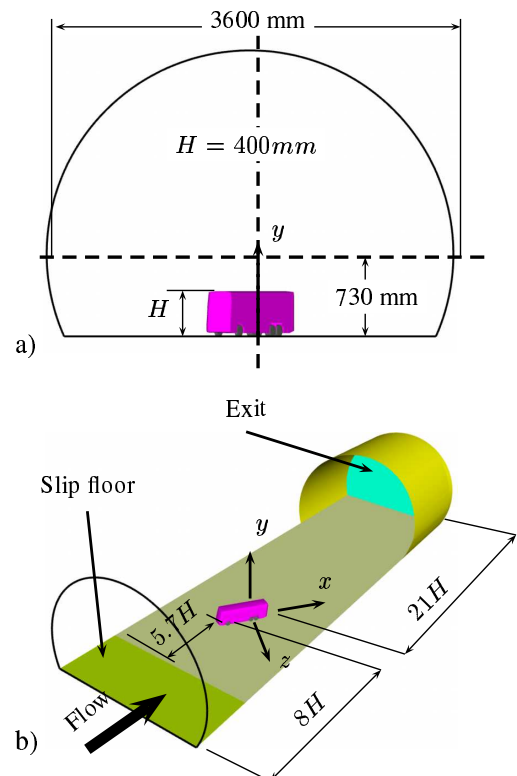 3600 mm
H = 400mm
y
H
730 mm
a)
Exit
Slip floor
y
x
5.7H
21H
z
8H
Flow
b)